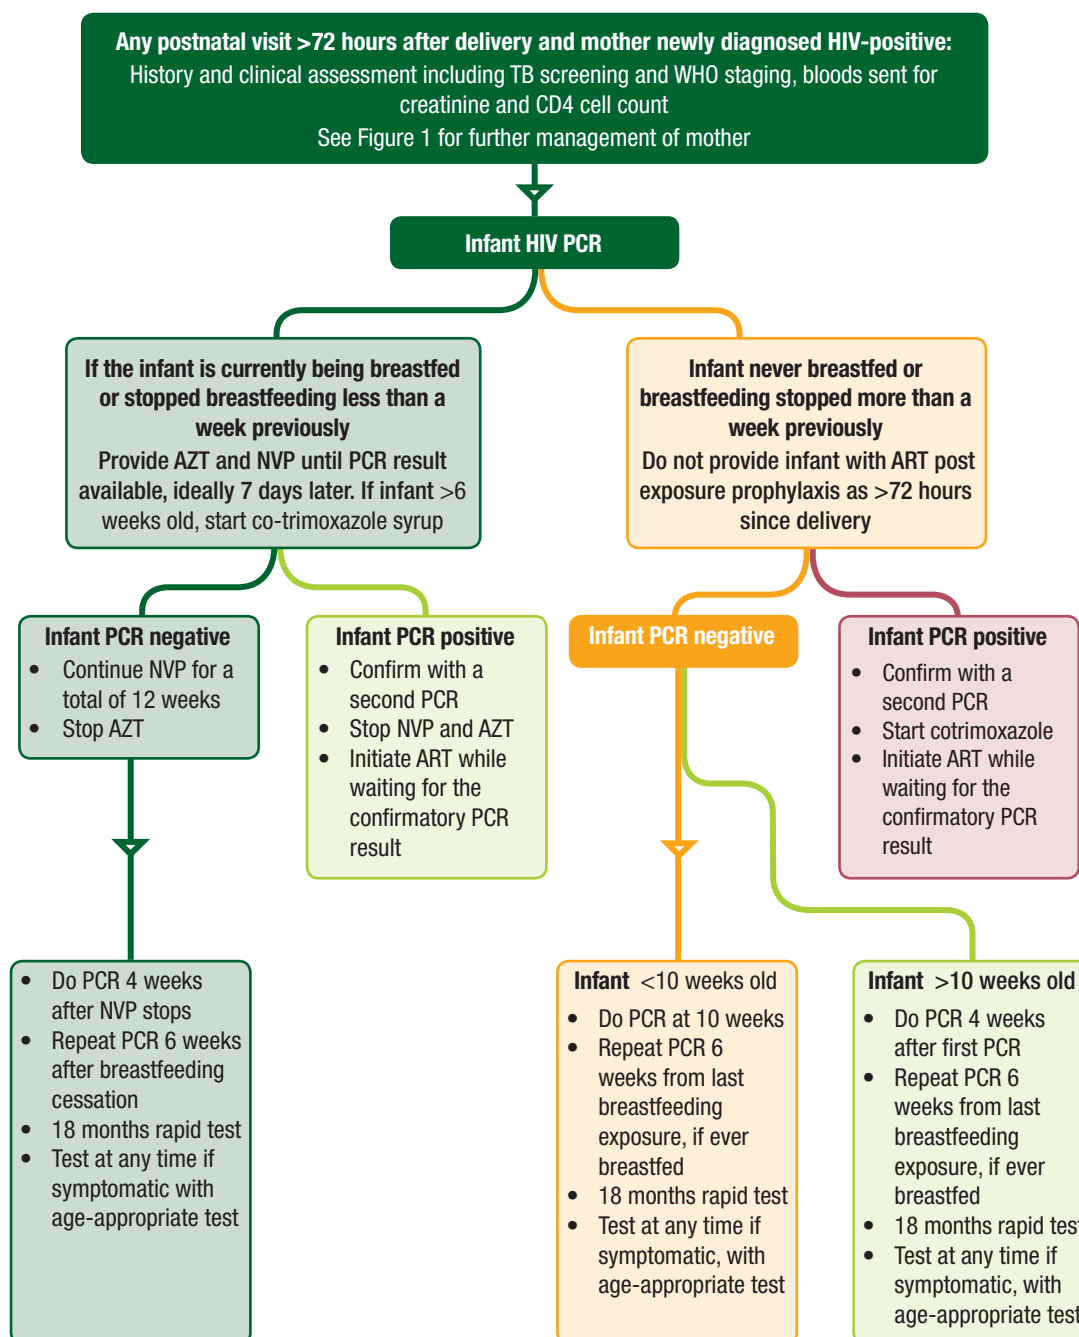 Any postnatal visit >72 hours after delivery and mother newly diagnosed HIV-positive:
History and clinical assessment including TB screening and WHO staging, bloods sent for
creatinine and CD4 cell count
See Figure 1 for further management of mother
Infant HIV PCR
If the infant is currently being breastfed
or stopped breastfeeding less than a
week previously
Provide AZT and NVP until PCR result
available, ideally 7 days later. If infant >6
weeks old, start co-trimoxazole syrup
Infant never breastfed or
breastfeeding stopped more than a
week previously
Do not provide infant with ART post
exposure prophylaxis as >72 hours
since delivery
Infant PCR negative
• Continue NVP for a
total of 12 weeks
• Stop AZT
Infant PCR positive
• Confirm with a
second PCR
• Stop NVP and AZT
• Initiate ART while
waiting for the
confirmatory PCR
result
Infant PCR negative
Infant PCR positive
• Confirm with a
second PCR
• Start cotrimoxazole
• Initiate ART while
waiting for the
confirmatory PCR
result
• Do PCR 4 weeks
after NVP stops
• Repeat PCR 6 weeks
after breastfeeding
cessation
• 18 months rapid test
• Test at any time if
symptomatic with
age-appropriate test
Infant <10 weeks old
• Do PCR at 10 weeks
• Repeat PCR 6
weeks from last
breastfeeding
exposure, if ever
breastfed
• 18 months rapid test
• Test at any time if
symptomatic, with
age-appropriate test
Infant >10 weeks old
• Do PCR 4 weeks
after first PCR
• Repeat PCR 6
weeks from last
breastfeeding
exposure, if ever
breastfed
• 18 months rapid test
• Test at any time if
symptomatic, with
age-appropriate test